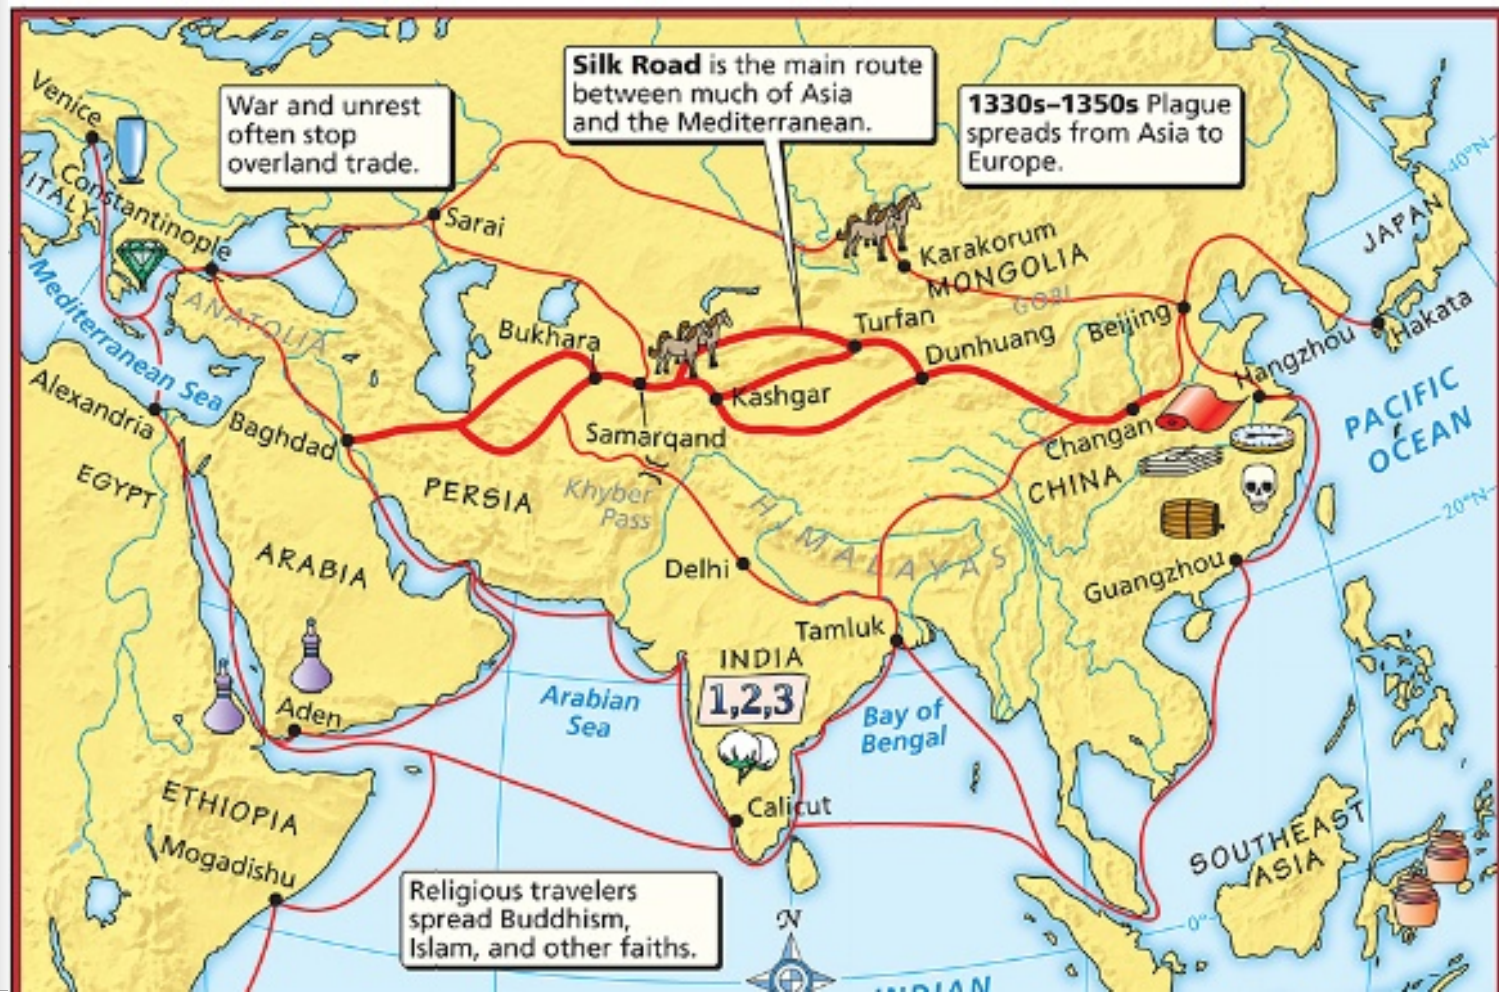 Silk Road is the main route
between much of Asia
and the Mediterranean.
War and unrest
often stop
overland trade.
1330s–1350s Plague
spreads from Asia to
Europe.
Venice
ITALY
Constantinople
Sarai
Karakorum
MONGOLIA
GOBI
JAPAN
40°N
Mediterranean Sea
ANATOLIA
Bukhara
Turfan
Dunhuang
Beijing
Hangzhou
Hakata
Alexandria
Baghdad
Samarqand
Kashgar
Changan
PACIFIC
OCEAN
EGYPT
PERSIA
Khyber
Pass
HIMALAYAS
CHINA
20°N
ARABIA
Delhi
Guangzhou
Tamluk
INDIA
1,2,3
Arabian
Sea
Bay of
Bengal
Aden
ETHIOPIA
Calicut
Mogadishu
SOUTHEAST
ASIA
Religious travelers
spread Buddhism,
Islam, and other faiths.
N
0°
INDIAN